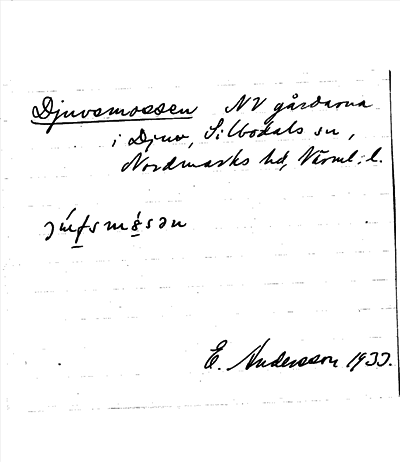 Djuvsmossen NV gårdarna
i Djuv, Silbodals sn,
Nordmarks hd, Värml. l.
E. Andersson 1933.